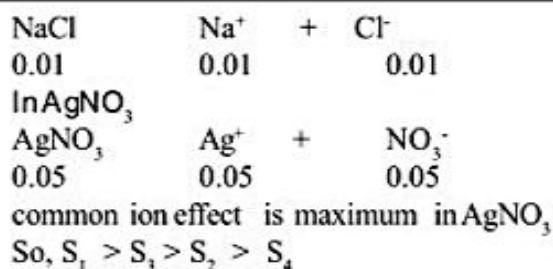 NaCl Na⁺ + Cl⁻
0.01 0.01 0.01
In AgNO₃
AgNO₃ Ag⁺ + NO₃⁻
0.05 0.05 0.05
common ion effect is maximum in AgNO₃
So, S₁ > S₃ > S₂ > S₄